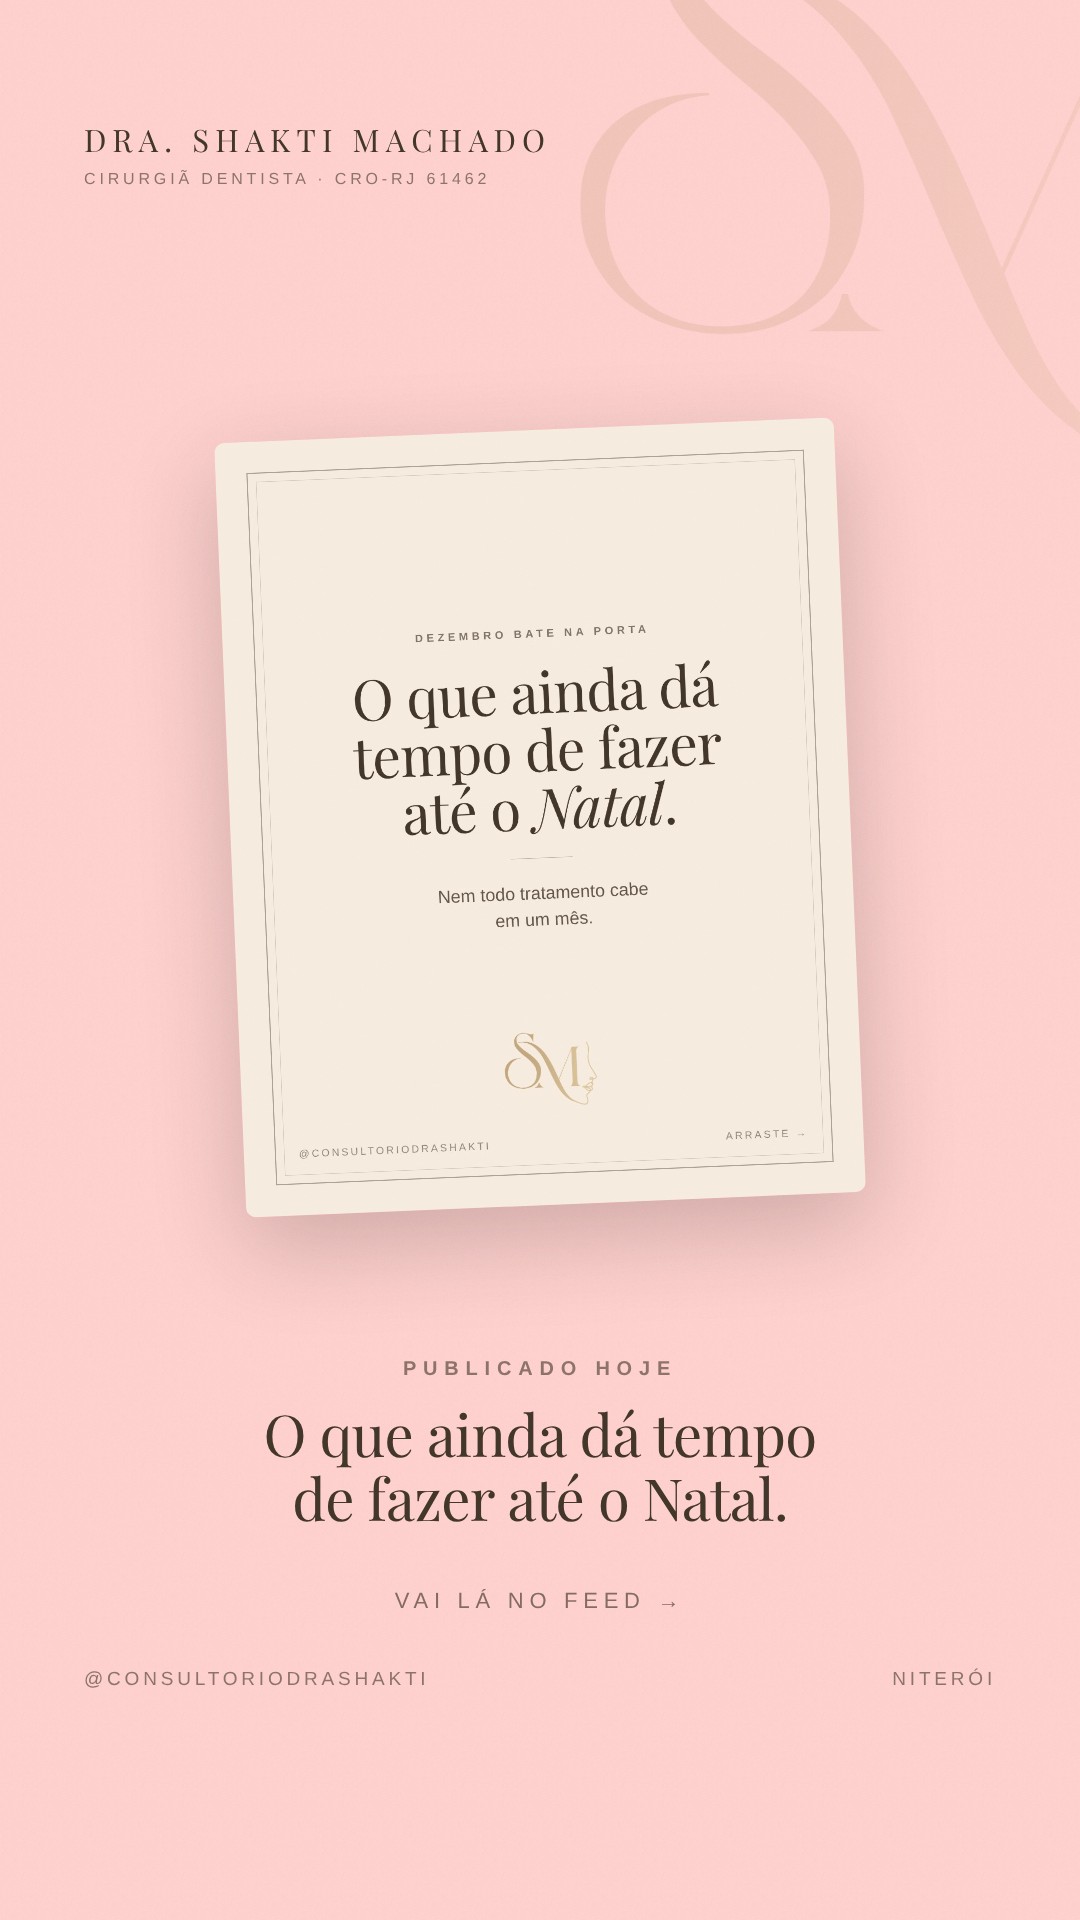 DRA. SHAKTI MACHADO
CIRURGIÃ DENTISTA · CRO-RJ 61462
DEZEMBRO BATE NA PORTA
O que ainda dá
tempo de fazer
até o Natal.
Nem todo tratamento cabe
em um mês.
SM
@CONSULTORIODRASHAKTI
ARRASTE →
PUBLICADO HOJE
O que ainda dá tempo
de fazer até o Natal.
VAI LÁ NO FEED →
@CONSULTORIODRASHAKTI
NITERÓI